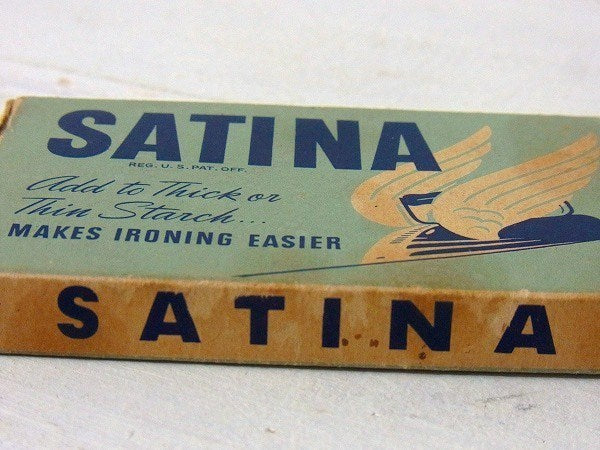 SATINA
REG. U. S. PAT. OFF.
Add to Thick or
Thin Starch...
MAKES IRONING EASIER
SATINA